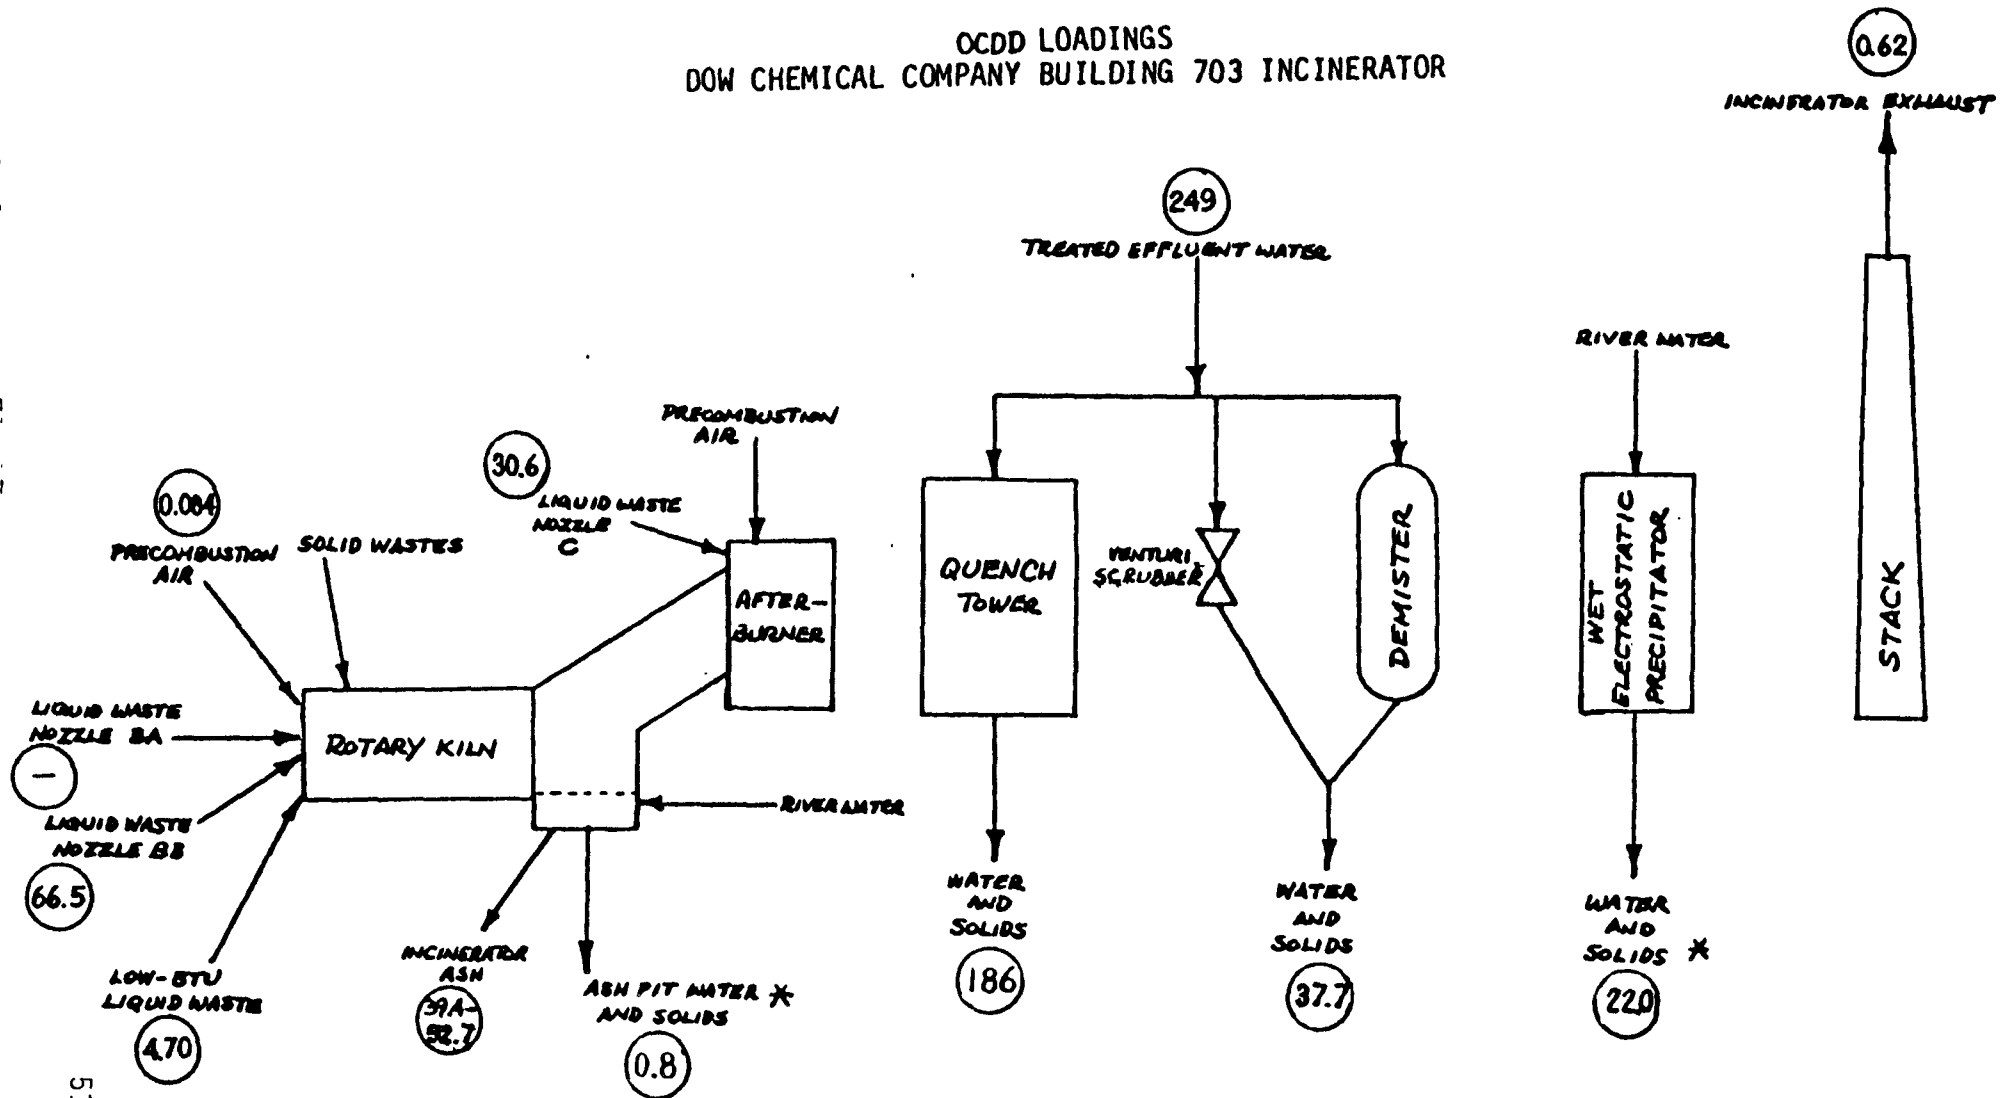 OCDD LOADINGS
DOW CHEMICAL COMPANY BUILDING 703 INCINERATOR
0.62
INCINERATOR EXHAUST
249
TREATED EFFLUENT WATER
RIVER WATER
PRECOMBUSTION
AIR
30.6
LIQUID WASTE
NOZZLE
C
0.084
PRECOMBUSTION
AIR
SOLID WASTES
AFTER-
BURNER
QUENCH
TOWER
VENTURI
SCRUBBER
DEMISTER
WET
ELECTROSTATIC
PRECIPITATOR
STACK
LIQUID WASTE
NOZZLE BA
—
ROTARY KILN
RIVER WATER
LIQUID WASTE
NOZZLE BB
66.5
LOW-BTU
LIQUID WASTE
4.70
INCINERATOR
ASH
39.4-
52.7
ASH PIT WATER *
AND SOLIDS
0.8
WATER
AND
SOLIDS
186
WATER
AND
SOLIDS
37.7
WATER
AND
SOLIDS *
22.0